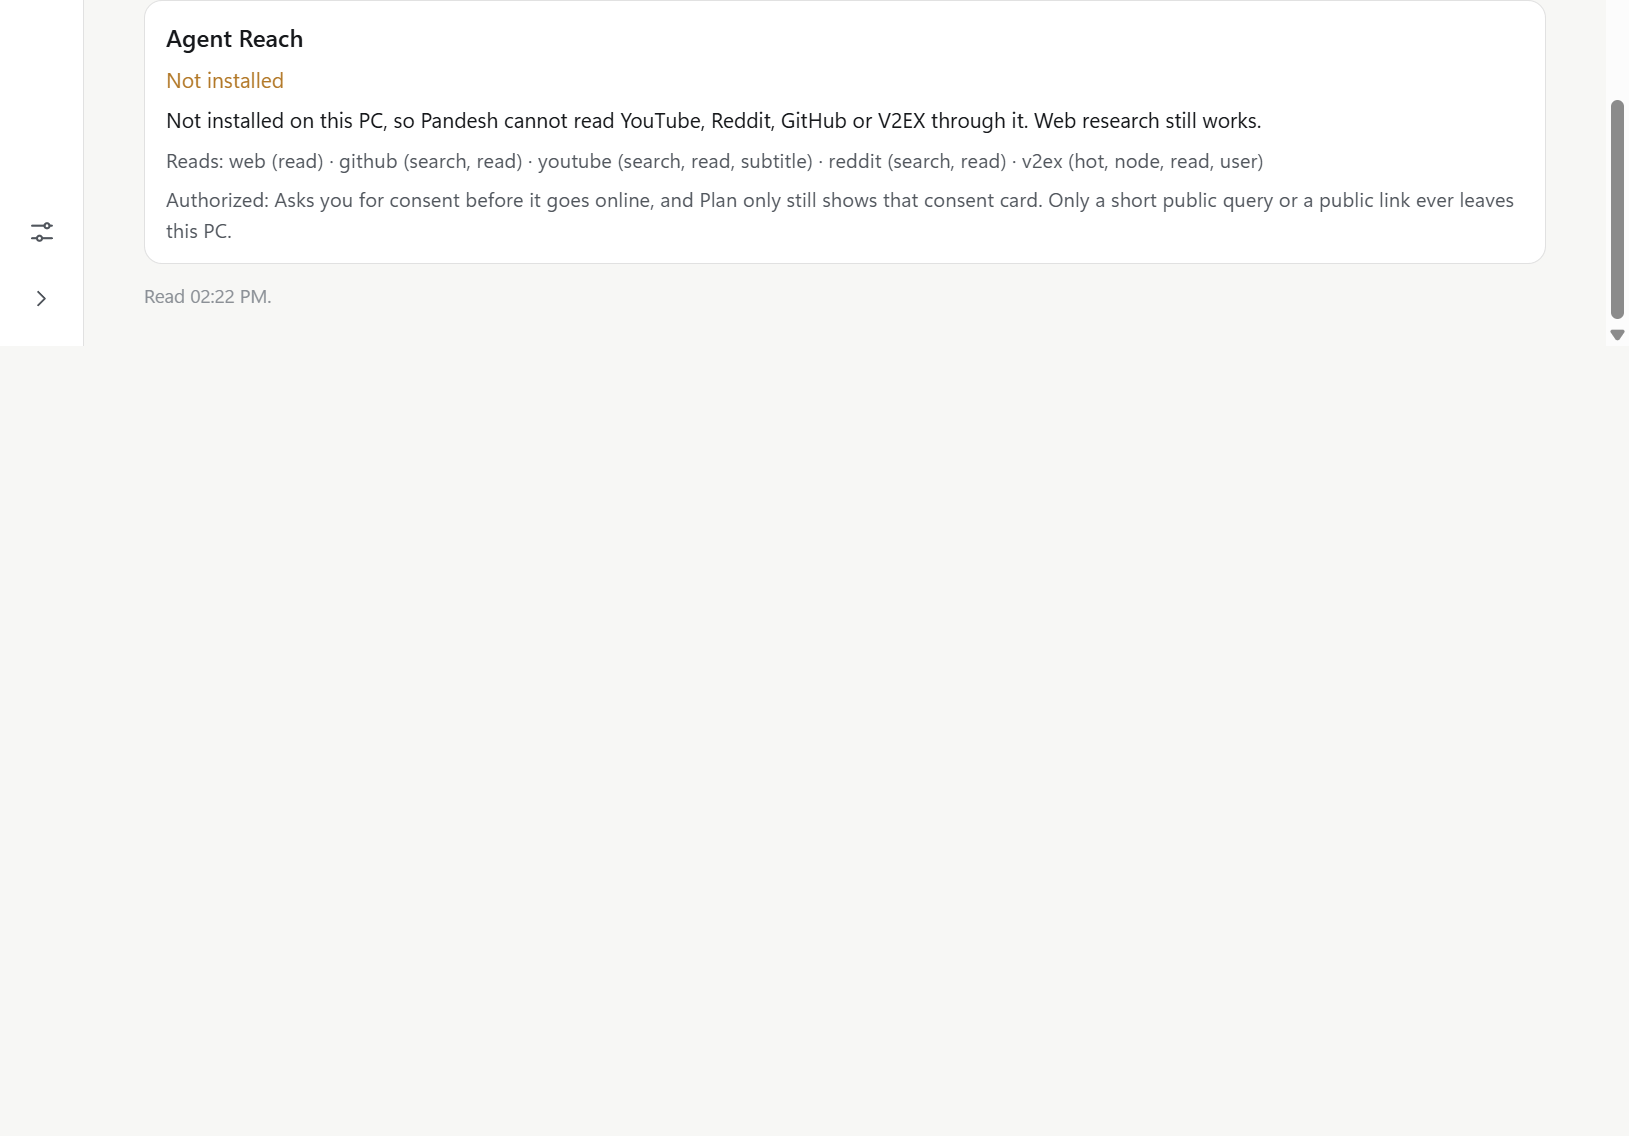 Agent Reach
Not installed
Not installed on this PC, so Pandesh cannot read YouTube, Reddit, GitHub or V2EX through it. Web research still works.
Reads: web (read) · github (search, read) · youtube (search, read, subtitle) · reddit (search, read) · v2ex (hot, node, read, user)
Authorized: Asks you for consent before it goes online, and Plan only still shows that consent card. Only a short public query or a public link ever leaves
this PC.
Read 02:22 PM.